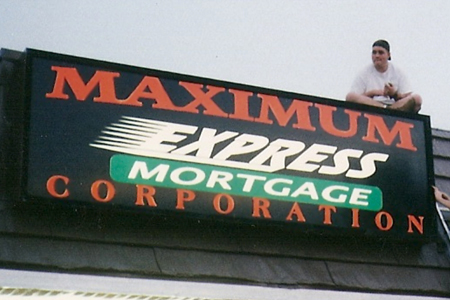 MAXIMUM
EXPRESS
MORTGAGE
CORPORATION